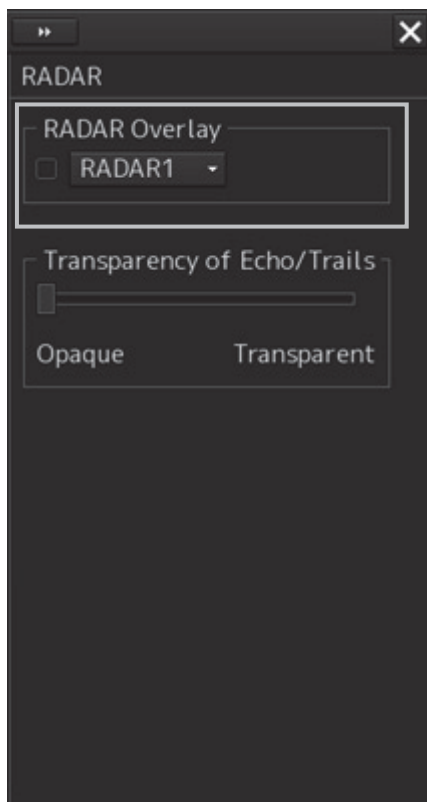 RADAR
RADAR Overlay
RADAR1
Transparency of Echo/Trails
Opaque Transparent